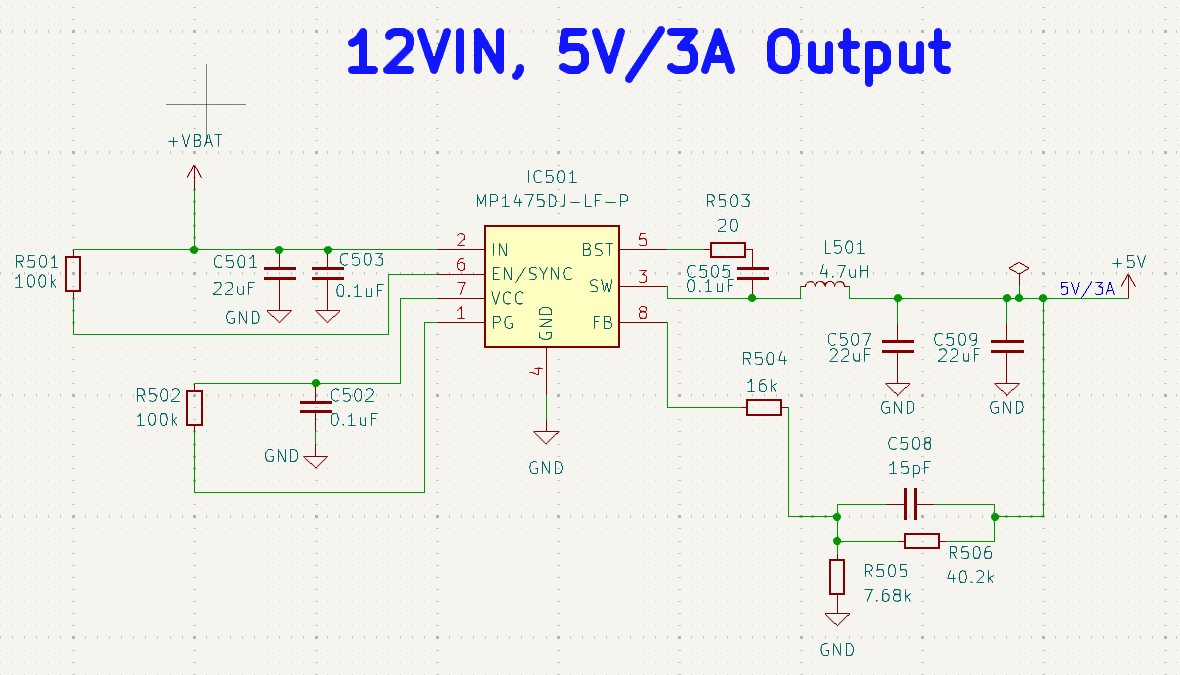 12VIN, 5V/3A Output
+VBAT
IC501
MP1475DJ-LF-P
R503
20
2
IN
BST
5
6
EN/SYNC
SW
3
7
VCC
1
PG
GND
FB
8
4
GND
R501
100k
C501
22uF
GND
C503
0.1uF
C505
0.1uF
L501
4.7uH
+5V
5V/3A
C507
22uF
GND
C509
22uF
GND
R504
16k
R502
100k
C502
0.1uF
GND
C508
15pF
R506
40.2k
R505
7.68k
GND